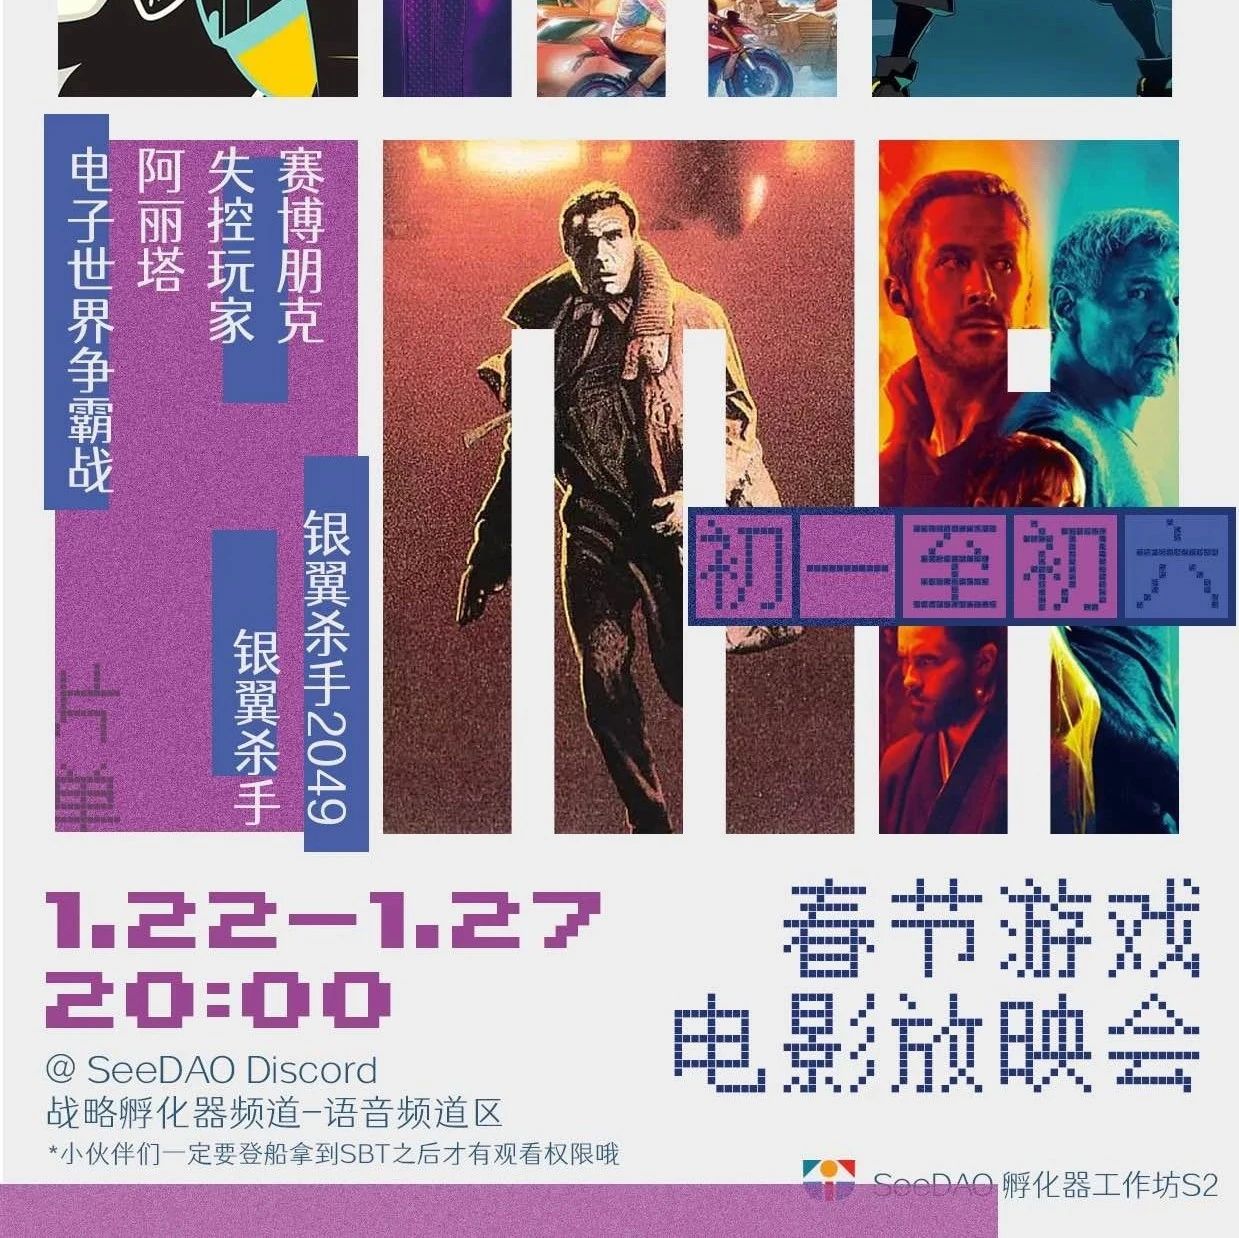 赛博朋克
失控玩家
阿丽塔
电子世界争霸战
银翼杀手2049
银翼杀手
初一至初六
1.22-1.27
20:00
@ SeeDAO Discord
战略孵化器频道-语音频道区
*小伙伴们一定要登船拿到SBT之后才有观看权限哦
春节游戏
电影放映会
SeeDAO 孵化器工作坊S2